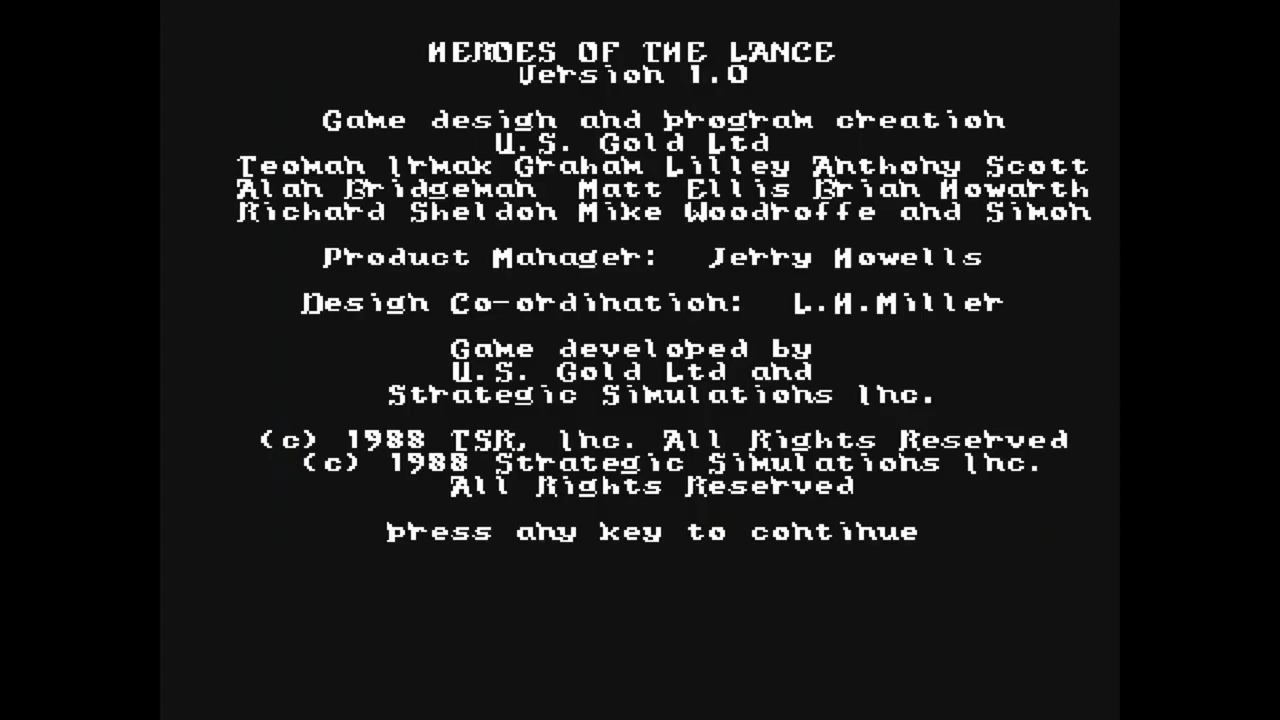 HEROES OF THE LANCE
Version 1.0
Game design and program creation
U.S. Gold Ltd
Teoman Irmak Graham Lilley Anthony Scott
Alan Bridgeman Matt Ellis Brian Howarth
Richard Sheldon Mike Woodroffe and Simon
Product Manager: Jerry Howells
Design Co-ordination: L.H.Miller
Game developed by
U.S. Gold Ltd and
Strategic Simulations Inc.
(c) 1988 TSR, Inc. All Rights Reserved
(c) 1988 Strategic Simulations Inc.
All Rights Reserved
press any key to continue